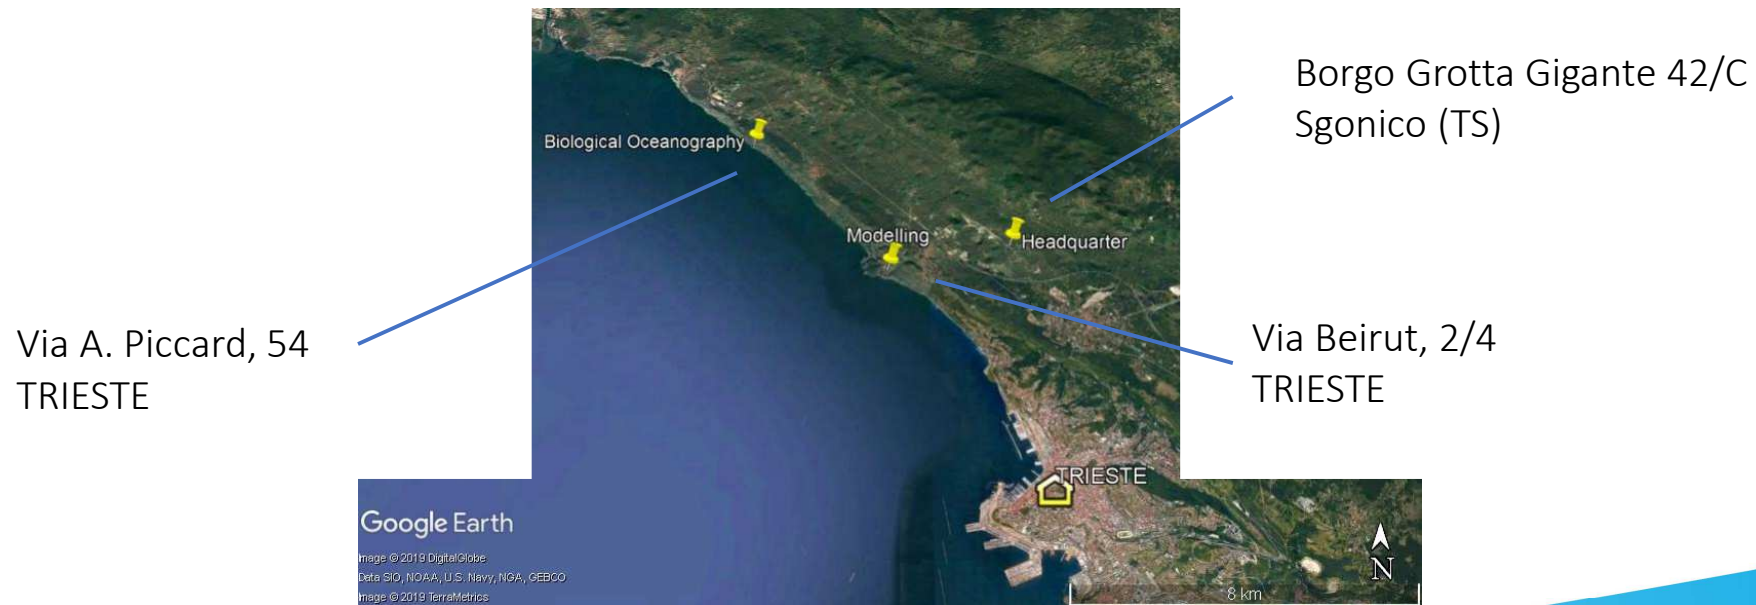 Borgo Grotta Gigante 42/C
Sgonico (TS)
Biological Oceanography
Modelling
Headquarter
Via A. Piccard, 54
TRIESTE
Via Beirut, 2/4
TRIESTE
TRIESTE
Google Earth
Image © 2019 DigitalGlobe
Data SIO, NOAA, U.S. Navy, NGA, GEBCO
Image © 2019 TerraMetrics
N
8 km